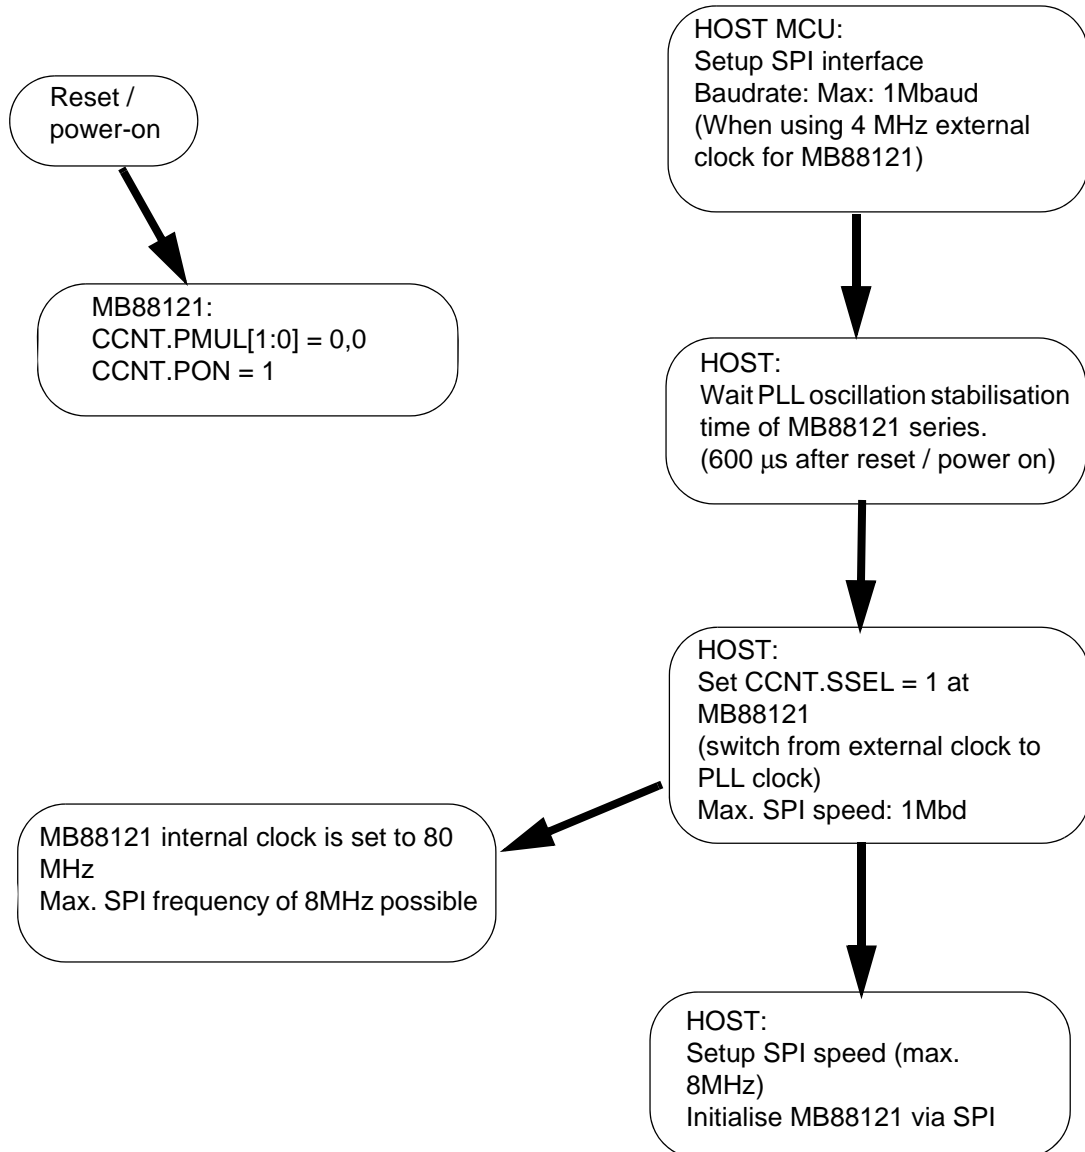 Reset /
power-on
MB88121:
CCNT.PMUL[1:0] = 0,0
CCNT.PON = 1
HOST MCU:
Setup SPI interface
Baudrate: Max: 1Mbaud
(When using 4 MHz external
clock for MB88121)
HOST:
Wait PLL oscillation stabilisation
time of MB88121 series.
(600 μs after reset / power on)
HOST:
Set CCNT.SSEL = 1 at
MB88121
(switch from external clock to
PLL clock)
Max. SPI speed: 1Mbd
MB88121 internal clock is set to 80
MHz
Max. SPI frequency of 8MHz possible
HOST:
Setup SPI speed (max.
8MHz)
Initialise MB88121 via SPI